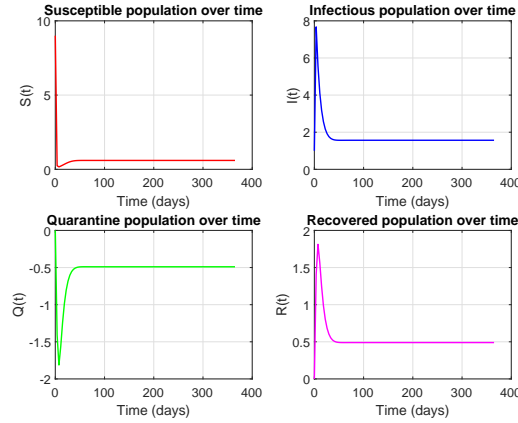 Susceptible population over time
10
5
0
S(t)
0 100 200 300 400
Time (days)
Infectious population over time
8
6
4
2
0
I(t)
0 100 200 300 400
Time (days)
Quarantine population over time
0
-0.5
-1
-1.5
-2
Q(t)
0 100 200 300 400
Time (days)
Recovered population over time
2
1.5
1
0.5
0
R(t)
0 100 200 300 400
Time (days)